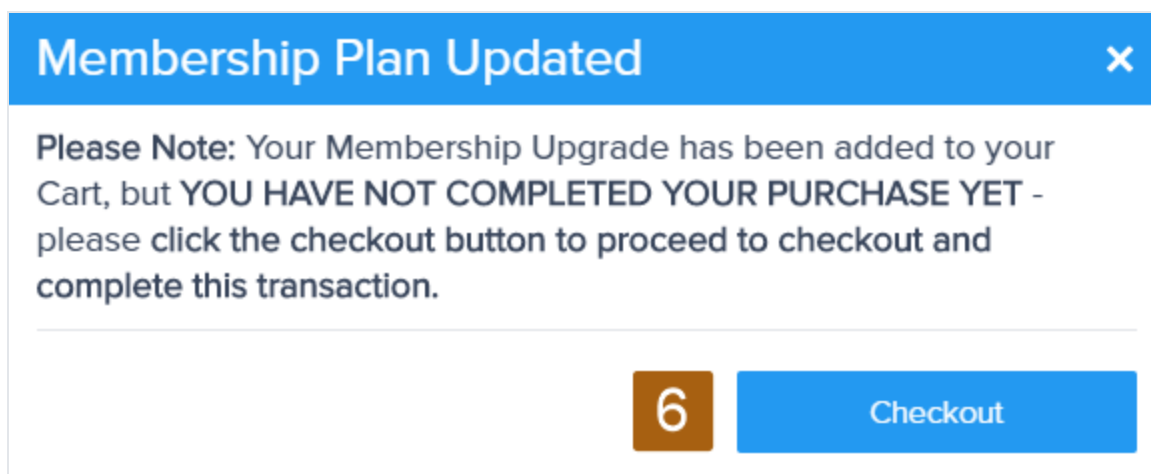 Membership Plan Updated ×
Please Note: Your Membership Upgrade has been added to your
Cart, but YOU HAVE NOT COMPLETED YOUR PURCHASE YET -
please click the checkout button to proceed to checkout and
complete this transaction.
6 Checkout